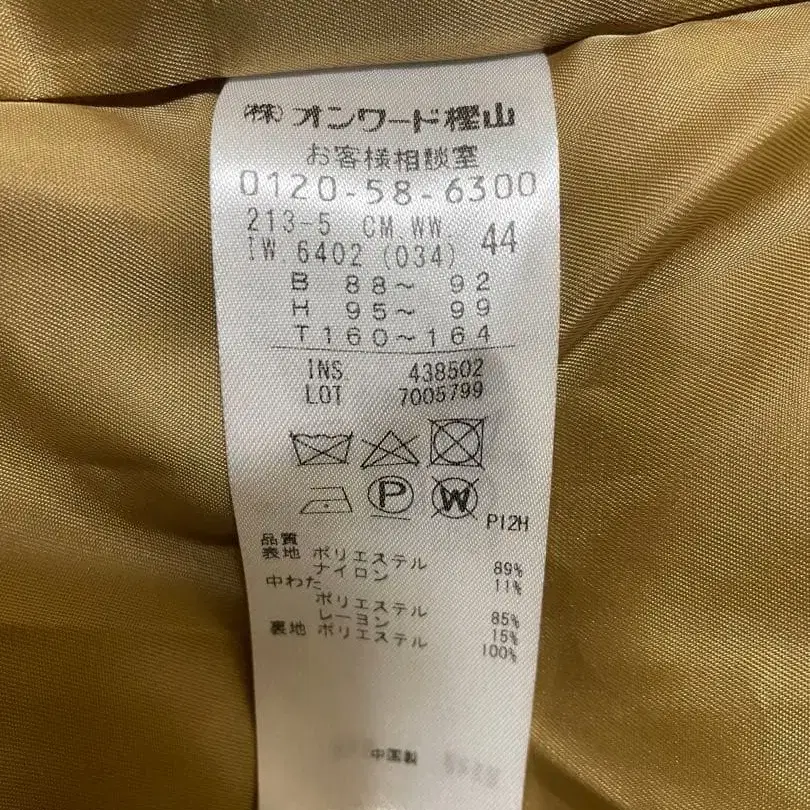 (株)オンワード樫山
お客様相談室
0120-58-6300
213-5 CM.WW.
IW.6402 (034) 44
B 88～ 92
H 95～ 99
T 160～164
INS 438502
LOT 7005799
P W P12H
品質
表地 ポリエステル 89%
ナイロン 11%
中わた
ポリエステル 85%
レーヨン 15%
裏地 ポリエステル 100%
中国製